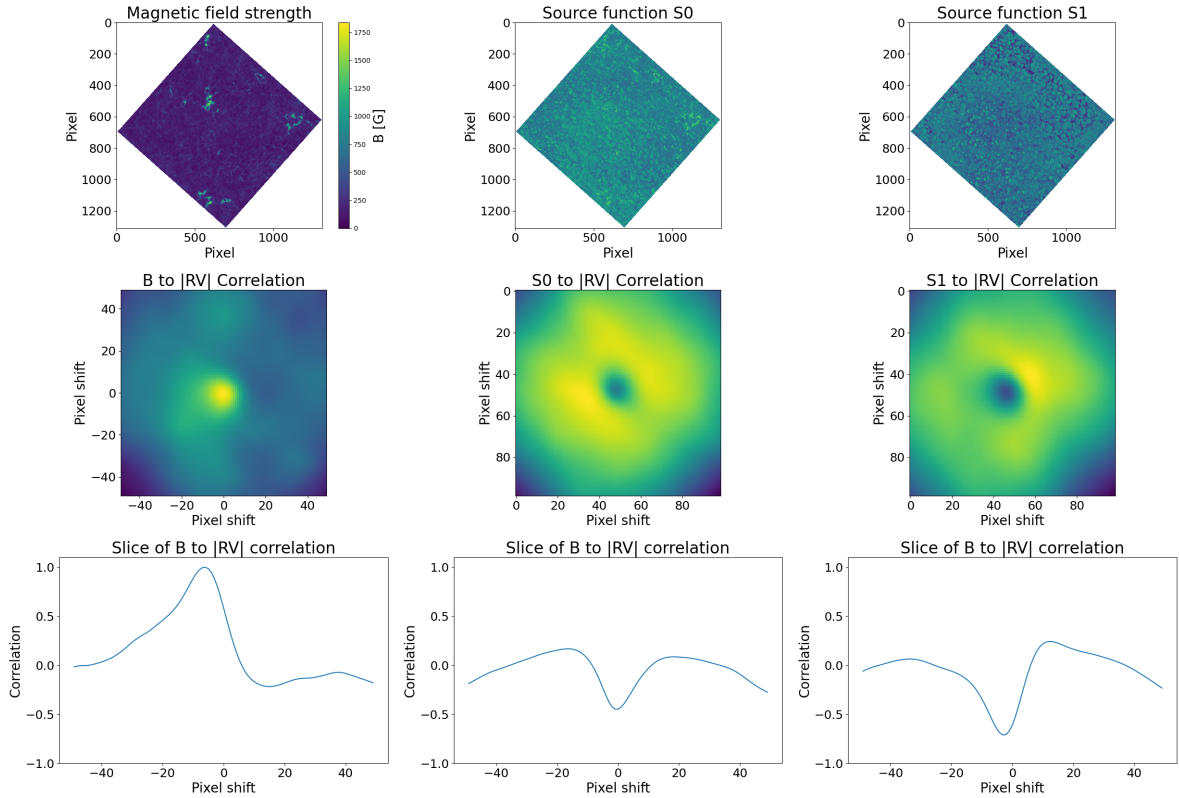 Magnetic field strength
Source function S0
Source function S1
0
200
400
600
800
1000
1200
Pixel
0
500
1000
Pixel
1750
1500
1250
1000
750
500
250
0
B [G]
0
200
400
600
800
1000
1200
Pixel
0
500
1000
Pixel
0
200
400
600
800
1000
1200
Pixel
0
500
1000
Pixel
B to |RV| Correlation
S0 to |RV| Correlation
S1 to |RV| Correlation
40
20
0
−20
−40
Pixel shift
−40 −20 0 20 40
Pixel shift
0
20
40
60
80
Pixel shift
0 20 40 60 80
Pixel shift
0
20
40
60
80
Pixel shift
0 20 40 60 80
Pixel shift
Slice of B to |RV| correlation
Slice of B to |RV| correlation
Slice of B to |RV| correlation
1.0
0.5
0.0
−0.5
−1.0
Correlation
−40 −20 0 20 40
Pixel shift
1.0
0.5
0.0
−0.5
−1.0
Correlation
−40 −20 0 20 40
Pixel shift
1.0
0.5
0.0
−0.5
−1.0
Correlation
−40 −20 0 20 40
Pixel shift